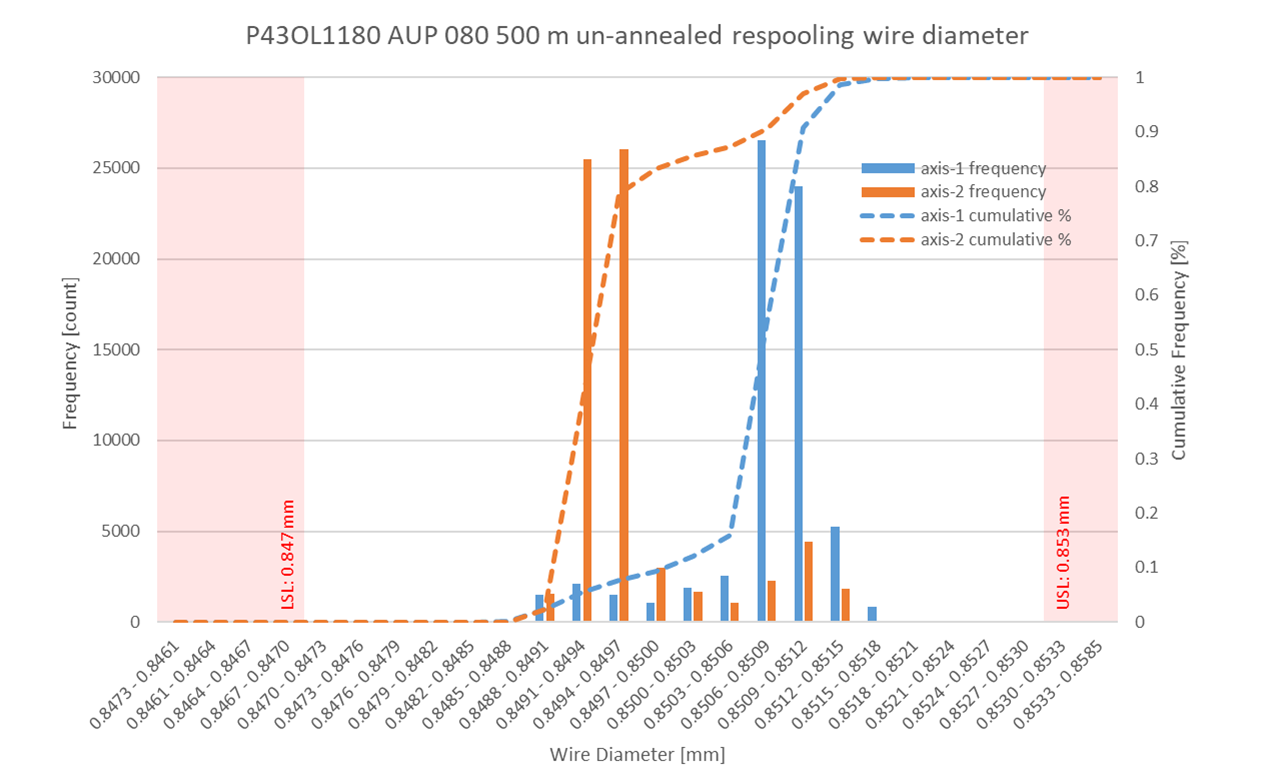 P43OL1180 AUP 080 500 m un-annealed respooling wire diameter
30000
25000
20000
15000
10000
5000
0
Frequency [count]
1
0.9
0.8
0.7
0.6
0.5
0.4
0.3
0.2
0.1
0
Cumulative Frequency [%]
axis-1 frequency
axis-2 frequency
axis-1 cumulative %
axis-2 cumulative %
LSL: 0.847 mm
USL: 0.853 mm
0.8473 - 0.8461
0.8461 - 0.8464
0.8464 - 0.8467
0.8467 - 0.8470
0.8470 - 0.8473
0.8473 - 0.8476
0.8476 - 0.8479
0.8479 - 0.8482
0.8482 - 0.8485
0.8485 - 0.8488
0.8488 - 0.8491
0.8491 - 0.8494
0.8494 - 0.8497
0.8497 - 0.8500
0.8500 - 0.8503
0.8503 - 0.8506
0.8506 - 0.8509
0.8509 - 0.8512
0.8512 - 0.8515
0.8515 - 0.8518
0.8518 - 0.8521
0.8521 - 0.8524
0.8524 - 0.8527
0.8527 - 0.8530
0.8530 - 0.8533
0.8533 - 0.8585
Wire Diameter [mm]